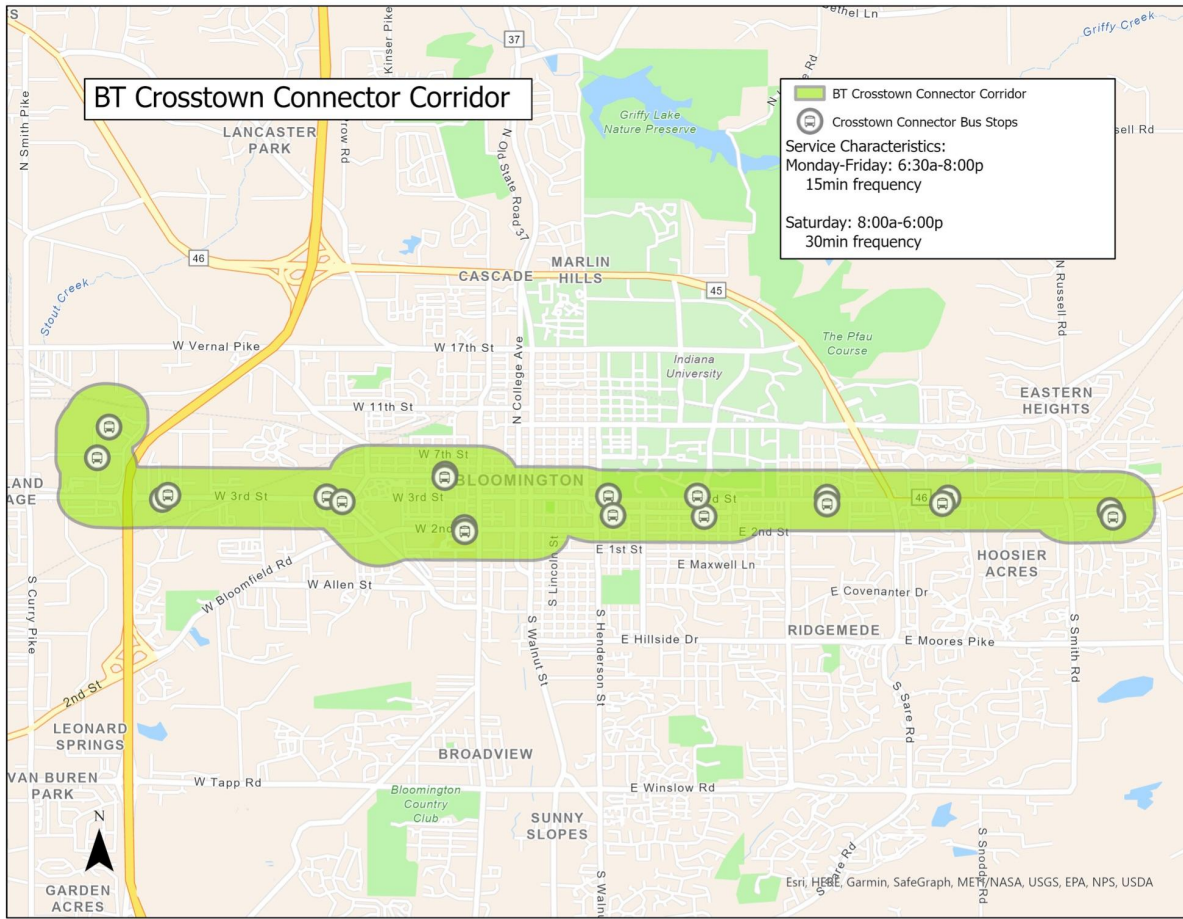 BT Crosstown Connector Corridor
BT Crosstown Connector Corridor
Crosstown Connector Bus Stops
Service Characteristics:
Monday-Friday: 6:30a-8:00p
15min frequency
Saturday: 8:00a-6:00p
30min frequency
S
37
Griffy Creek
N Smith Pike
Kinser Pike
LANCASTER
PARK
Griffy Lake
Nature Preserve
N Old State Road 37
46
CASCADE
MARLIN
HILLS
45
N Russell Rd
Stout Creek
W Vernal Pike
W 17th St
N College Ave
Indiana
University
The Pfau
Course
EASTERN
HEIGHTS
W 11th St
W 7th St
BLOOMINGTON
LAND
AGE
W 3rd St
W 3rd St
d St
46
W 2nd
E 2nd St
E 1st St
S Lincoln St
HOOSIER
ACRES
E Maxwell Ln
W Bloomfield Rd
W Allen St
E Covenanter Dr
S Curry Pike
S Walnut St
S Henderson St
E Hillside Dr
RIDGEMEDE
E Moores Pike
S Smith Rd
2nd St
S Sare Rd
LEONARD
SPRINGS
BROADVIEW
VAN BUREN
PARK
W Tapp Rd
Bloomington
Country
Club
E Winslow Rd
SUNNY
SLOPES
N
GARDEN
ACRES
Esri, HERE, Garmin, SafeGraph, METI/NASA, USGS, EPA, NPS, USDA